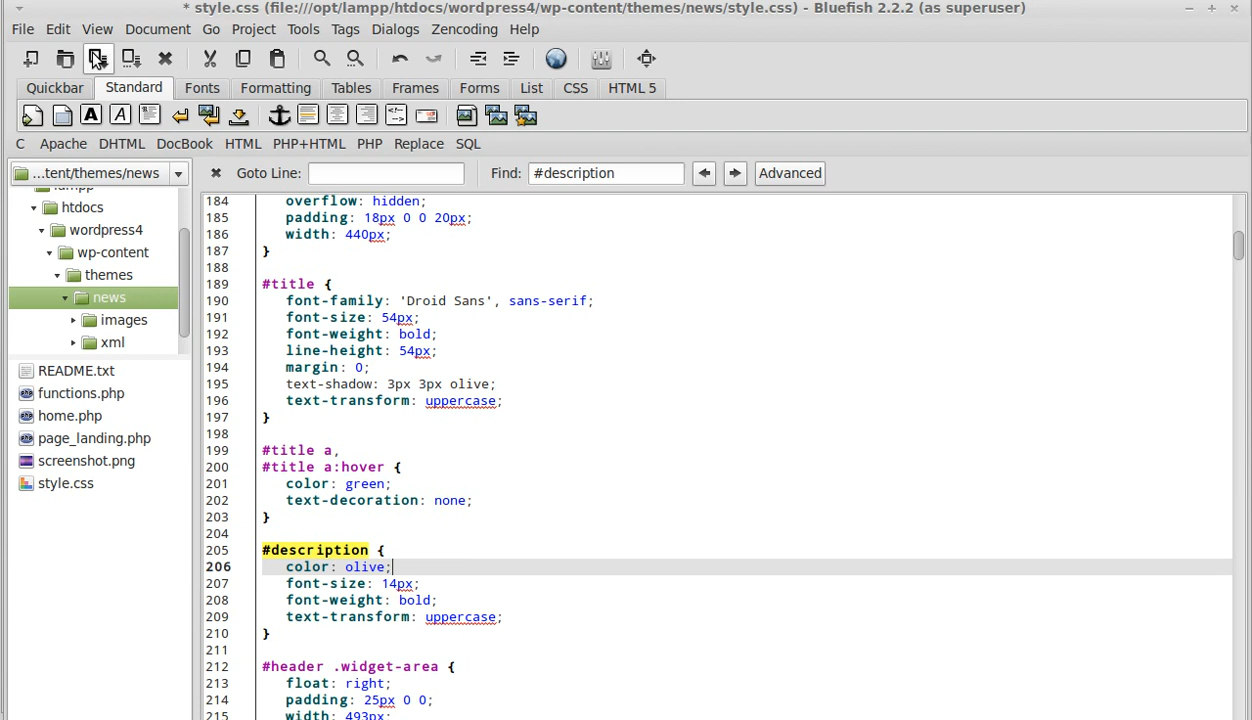 * style.css (file:///opt/lampp/htdocs/wordpress4/wp-content/themes/news/style.css) - Bluefish 2.2.2 (as superuser)
File Edit View Document Go Project Tools Tags Dialogs Zencoding Help
Quickbar Standard Fonts Formatting Tables Frames Forms List CSS HTML 5
A A
C Apache DHTML DocBook HTML PHP+HTML PHP Replace SQL
...tent/themes/news
Goto Line: Find: #description Advanced
lampp
htdocs
wordpress4
wp-content
themes
news
images
xml
README.txt
functions.php
home.php
page_landing.php
screenshot.png
style.css
184 overflow: hidden;
185 padding: 18px 0 0 20px;
186 width: 440px;
187 }
188
189 #title {
190 font-family: 'Droid Sans', sans-serif;
191 font-size: 54px;
192 font-weight: bold;
193 line-height: 54px;
194 margin: 0;
195 text-shadow: 3px 3px olive;
196 text-transform: uppercase;
197 }
198
199 #title a,
200 #title a:hover {
201 color: green;
202 text-decoration: none;
203 }
204
205 #description {
206 color: olive;
207 font-size: 14px;
208 font-weight: bold;
209 text-transform: uppercase;
210 }
211
212 #header .widget-area {
213 float: right;
214 padding: 25px 0 0;
215 width: 493px;